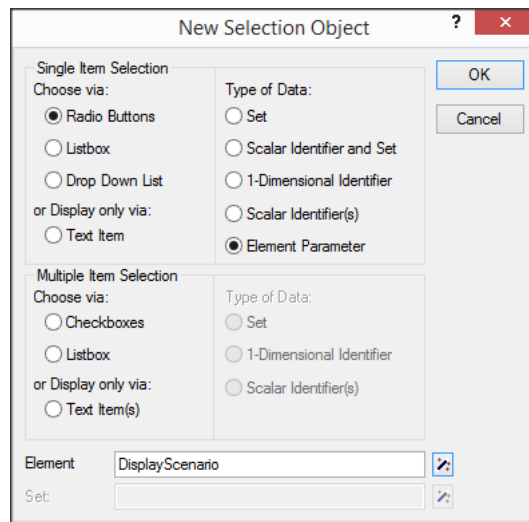 New Selection Object
?
OK
Cancel
Single Item Selection
Choose via:
Radio Buttons
Listbox
Drop Down List
or Display only via:
Text Item
Type of Data:
Set
Scalar Identifier and Set
1-Dimensional Identifier
Scalar Identifier(s)
Element Parameter
Multiple Item Selection
Choose via:
Checkboxes
Listbox
or Display only via:
Text Item(s)
Type of Data:
Set
1-Dimensional Identifier
Scalar Identifier(s)
Element DisplayScenario
Set: